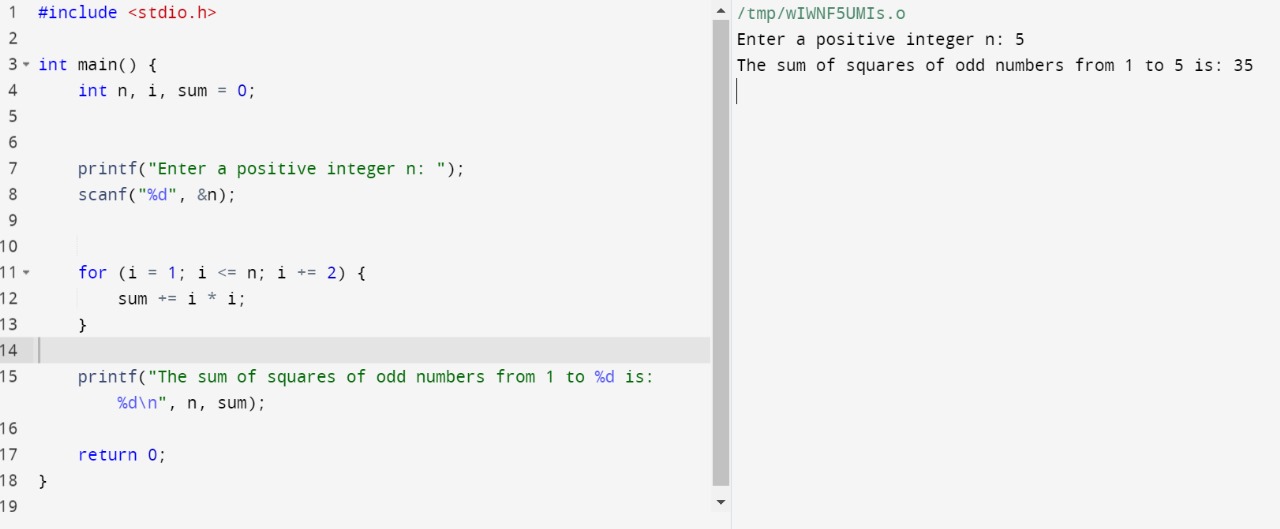 1 #include <stdio.h>
2
3 int main() {
4     int n, i, sum = 0;
5
6
7     printf("Enter a positive integer n: ");
8     scanf("%d", &n);
9
10
11     for (i = 1; i <= n; i += 2) {
12         sum += i * i;
13     }
14
15     printf("The sum of squares of odd numbers from 1 to %d is:
        %d\n", n, sum);
16
17     return 0;
18 }
19
/tmp/wIWNF5UMIs.o
Enter a positive integer n: 5
The sum of squares of odd numbers from 1 to 5 is: 35